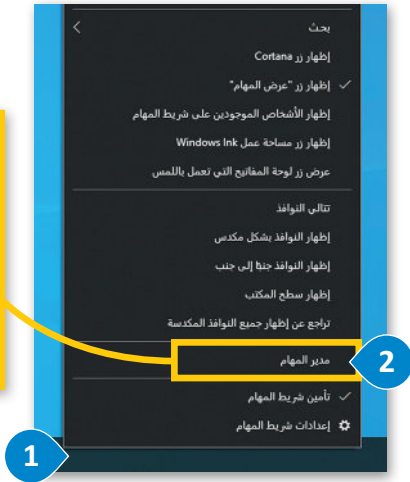 بحث
إظهار زر Cortana
إظهار زر "عرض المهام"
إظهار الأشخاص الموجودين على شريط المهام
إظهار زر مساحة عمل Windows Ink
عرض زر لوحة المفاتيح التي تعمل باللمس
تتالي النوافذ
إظهار النوافذ بشكل مكدس
إظهار النوافذ جنبًا إلى جنب
إظهار سطح المكتب
تراجع عن إظهار جميع النوافذ المكدسة
مدير المهام
2
تأمين شريط المهام
إعدادات شريط المهام
1